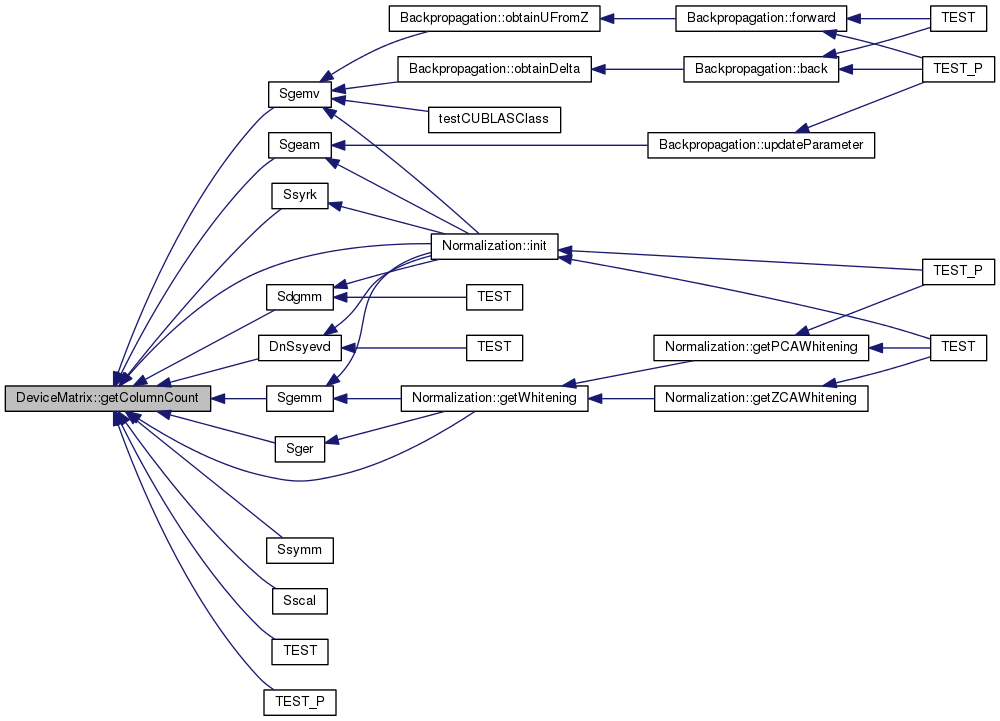 Backpropagation::obtainUFromZ
Backpropagation::forward
TEST
Backpropagation::obtainDelta
Backpropagation::back
TEST_P
Sgemv
testCUBLASClass
Sgeam
Backpropagation::updateParameter
Ssyrk
Normalization::init
TEST_P
Sdgmm
TEST
DnSsyevd
TEST
Normalization::getPCAWhitening
TEST
DeviceMatrix::getColumnCount
Sgemm
Normalization::getWhitening
Normalization::getZCAWhitening
Sger
Ssymm
Sscal
TEST
TEST_P